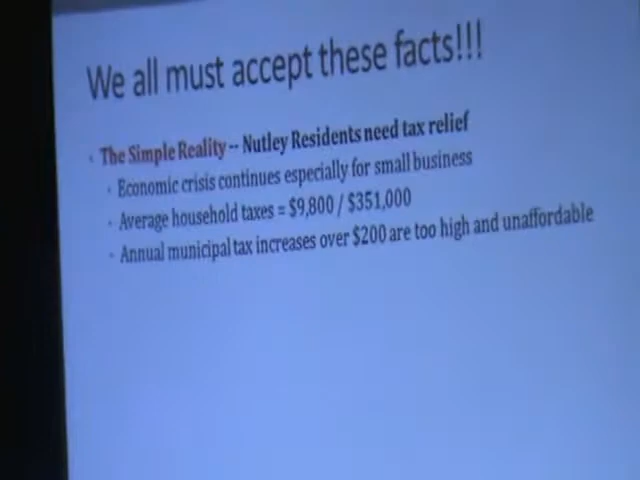 We all must accept these facts!!!
The Simple Reality -- Nutley Residents need tax relief
Economic crisis continues especially for small business
Average household taxes = $9,800 / $351,000
Annual municipal tax increases over $200 are too high and unaffordable